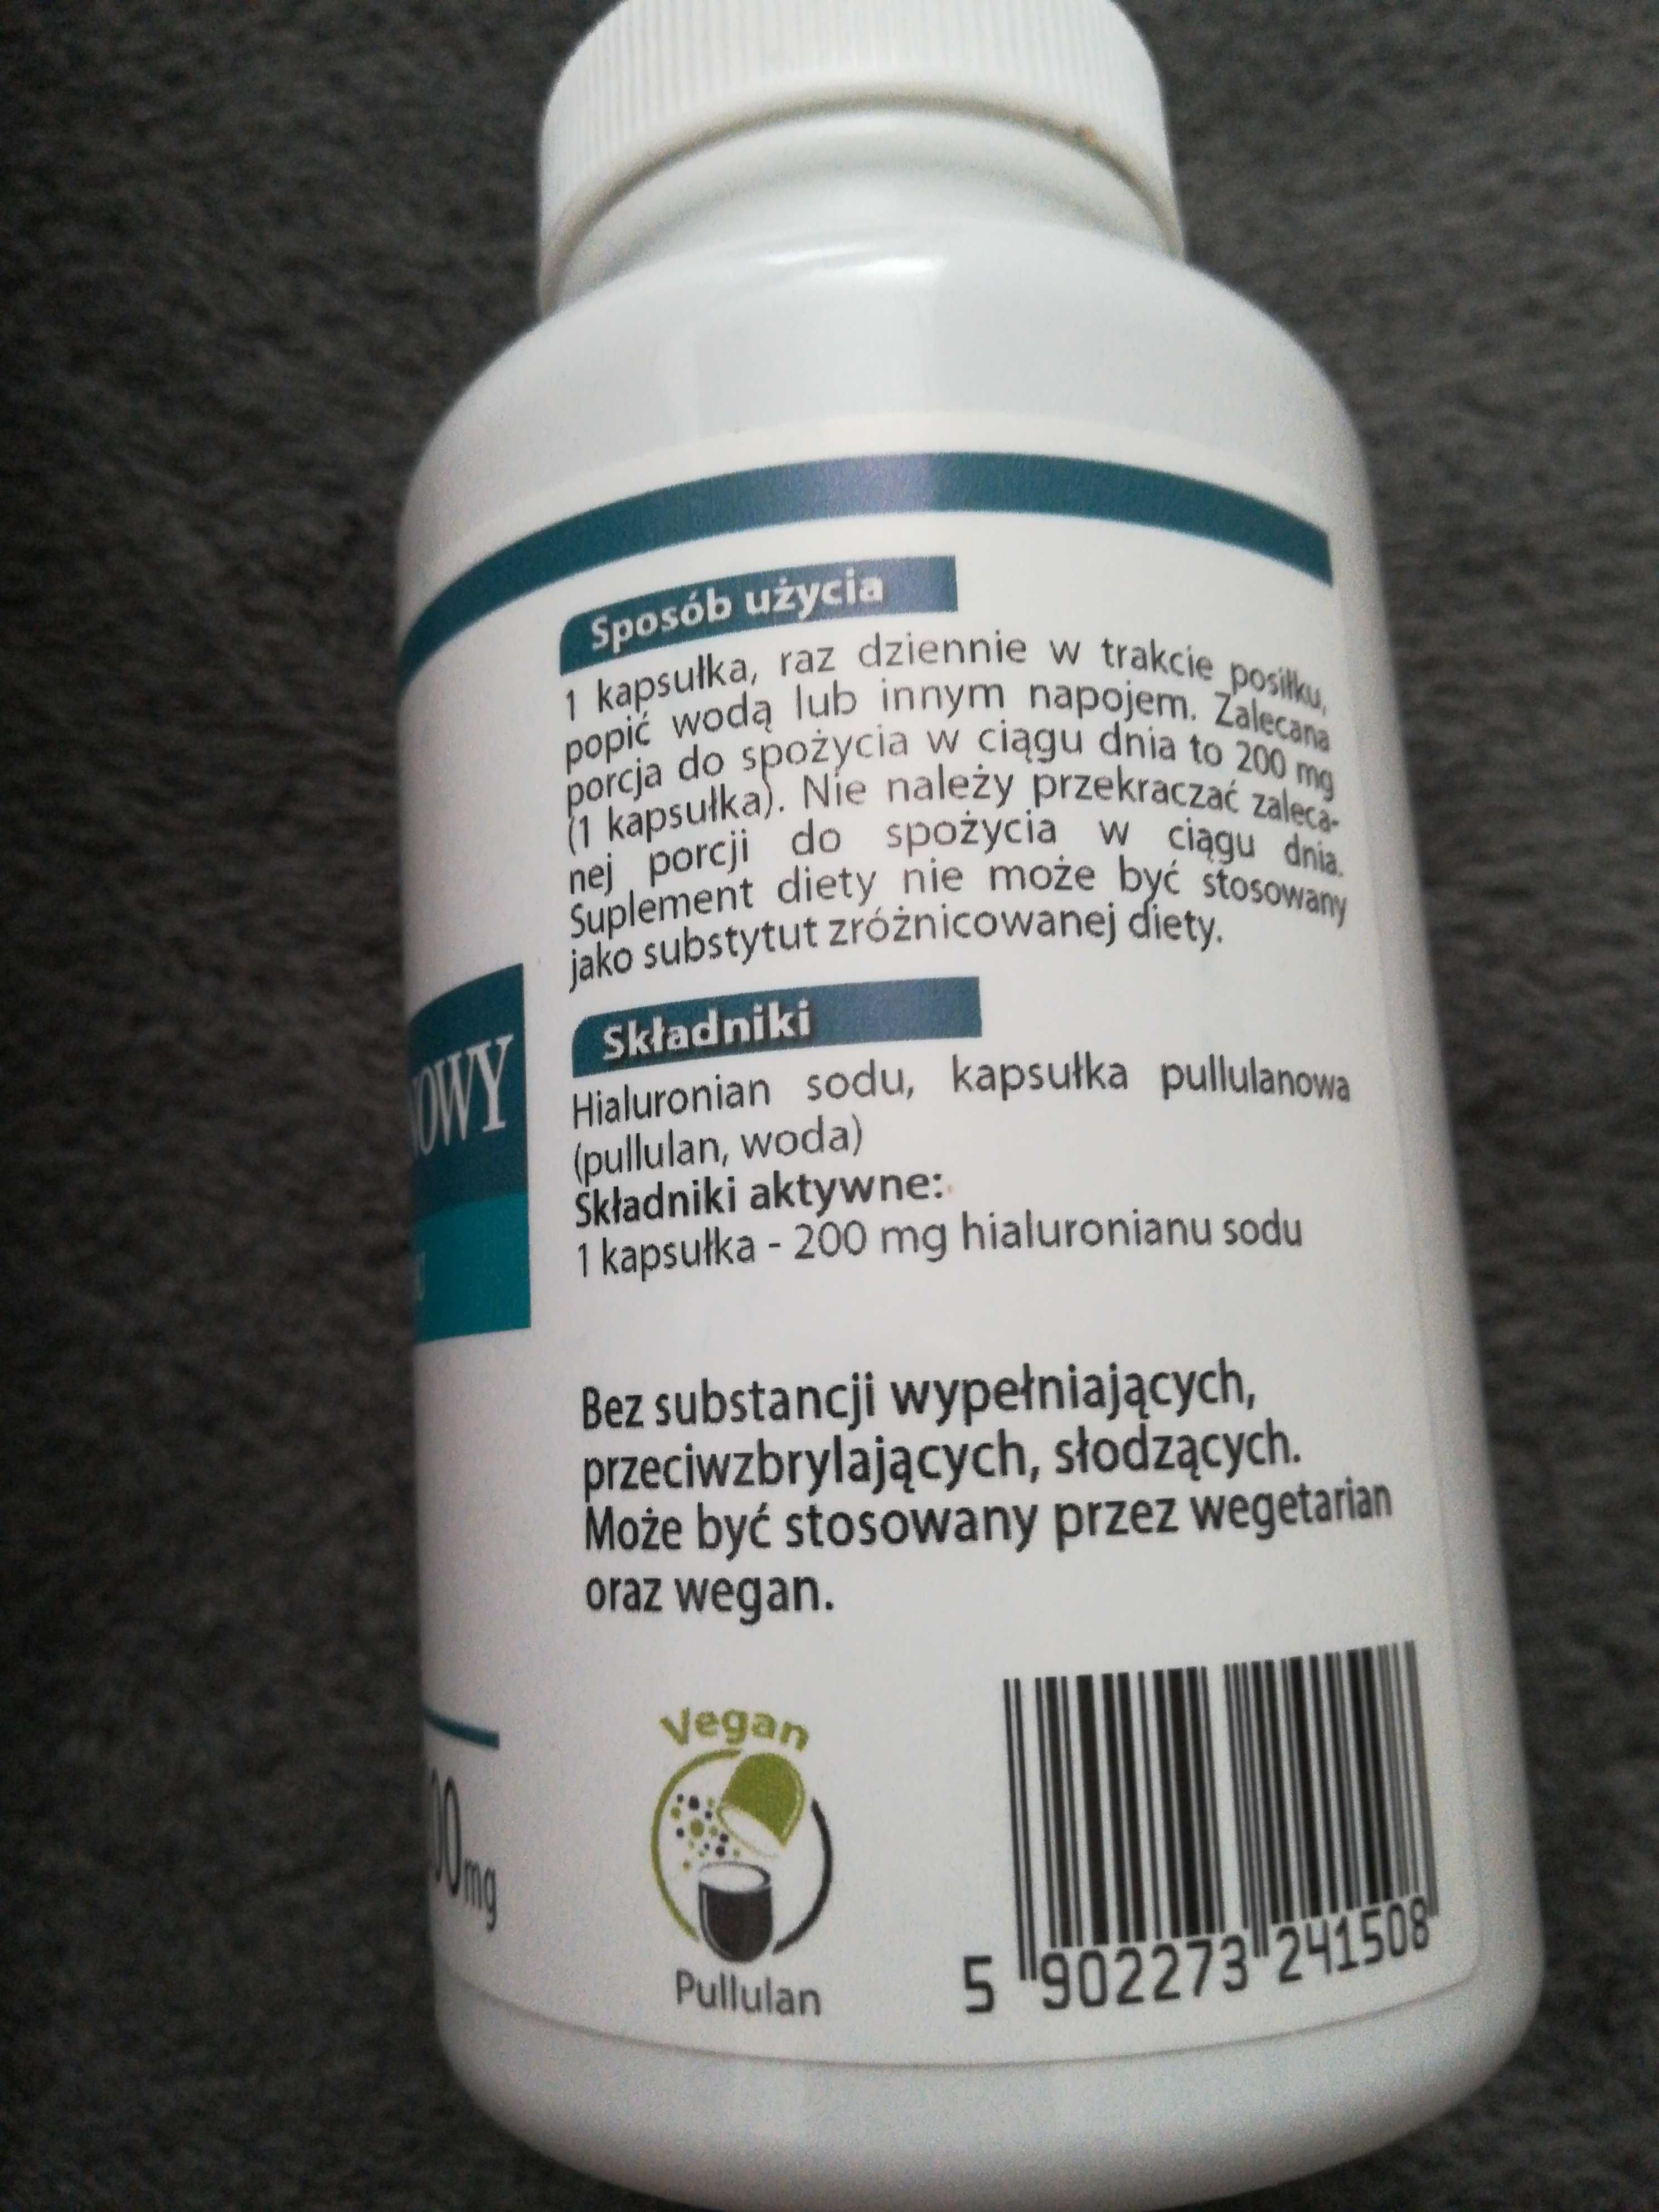 Sposób użycia
1 kapsułka, raz dziennie w trakcie posiłku,
popić wodą lub innym napojem. Zalecana
porcja do spożycia w ciągu dnia to 200 mg
(1 kapsułka). Nie należy przekraczać zaleca-
nej porcji do spożycia w ciągu dnia.
Suplement diety nie może być stosowany
jako substytut zróżnicowanej diety.
Składniki
Hialuronian sodu, kapsułka pullulanowa
(pullulan, woda)
Składniki aktywne:
1 kapsułka - 200 mg hialuronianu sodu
Bez substancji wypełniających,
przeciwzbrylających, słodzących.
Może być stosowany przez wegetarian
oraz wegan.
Vegan
Pullulan
5 902273 241508
NOWY
00mg